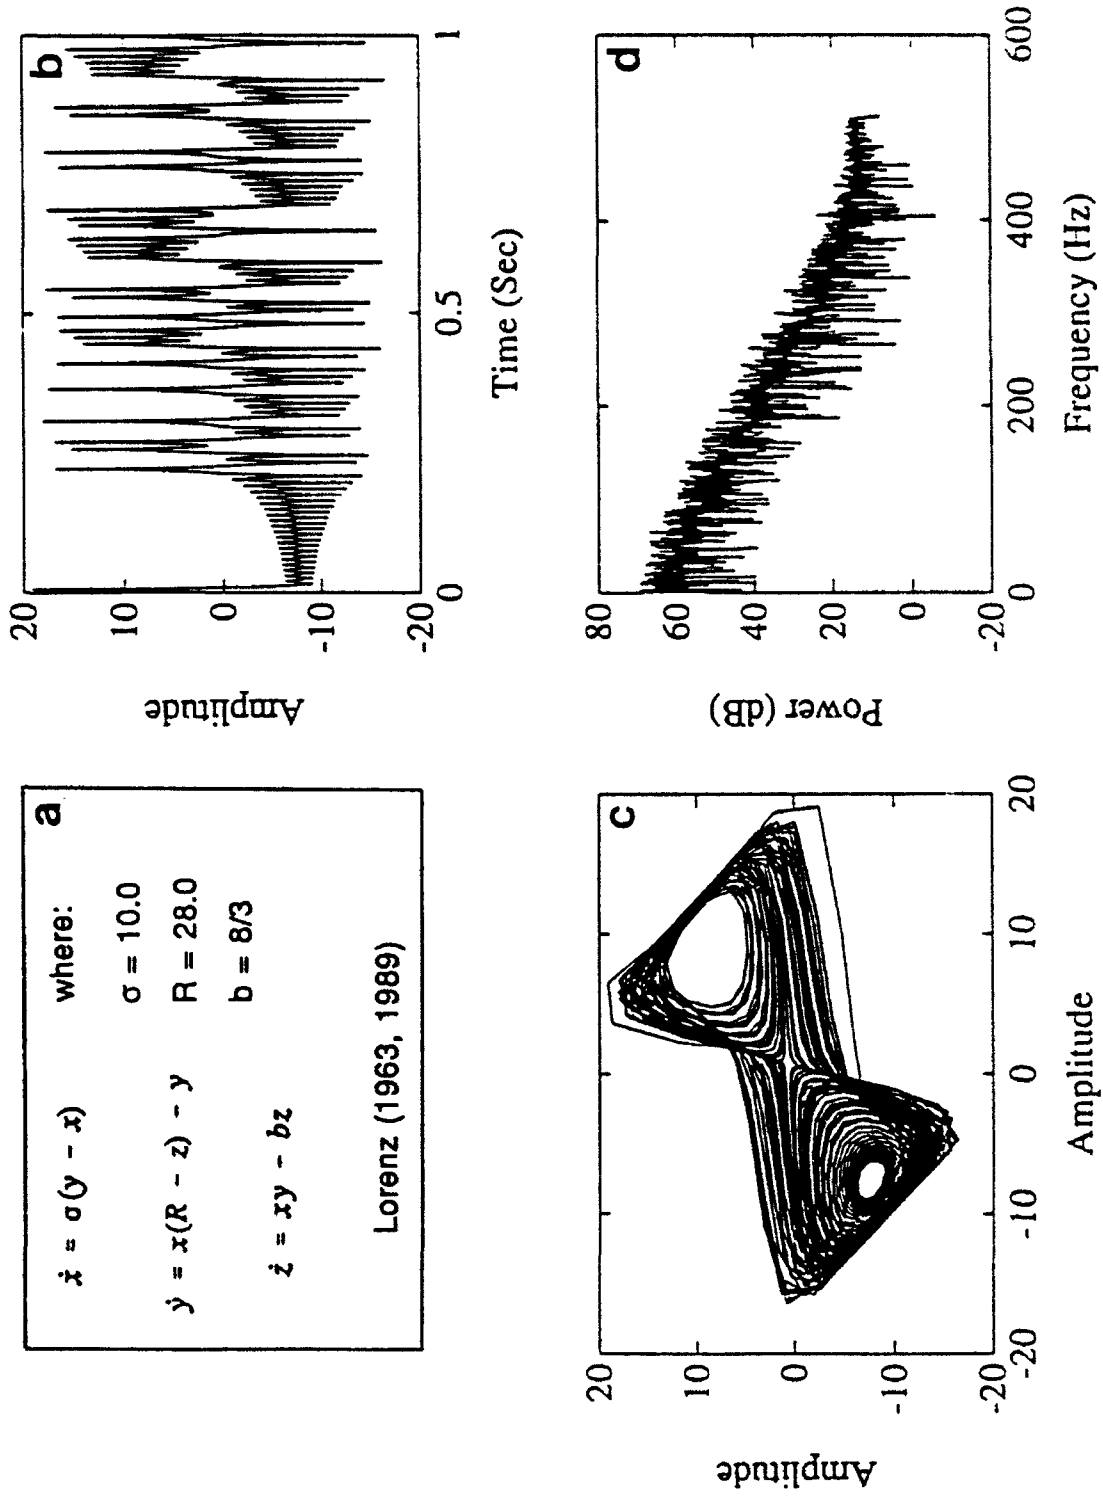 a
ẋ = σ(y − x)
where:
σ = 10.0
ẏ = x(R − z) − y
R = 28.0
b = 8/3
ż = xy − bz
Lorenz (1963, 1989)
b
20
10
0
-10
-20
Amplitude
0
0.5
1
Time (Sec)
c
20
10
0
-10
-20
Amplitude
-20
-10
0
10
20
Amplitude
d
80
60
40
20
0
-20
Power (dB)
0
200
400
600
Frequency (Hz)